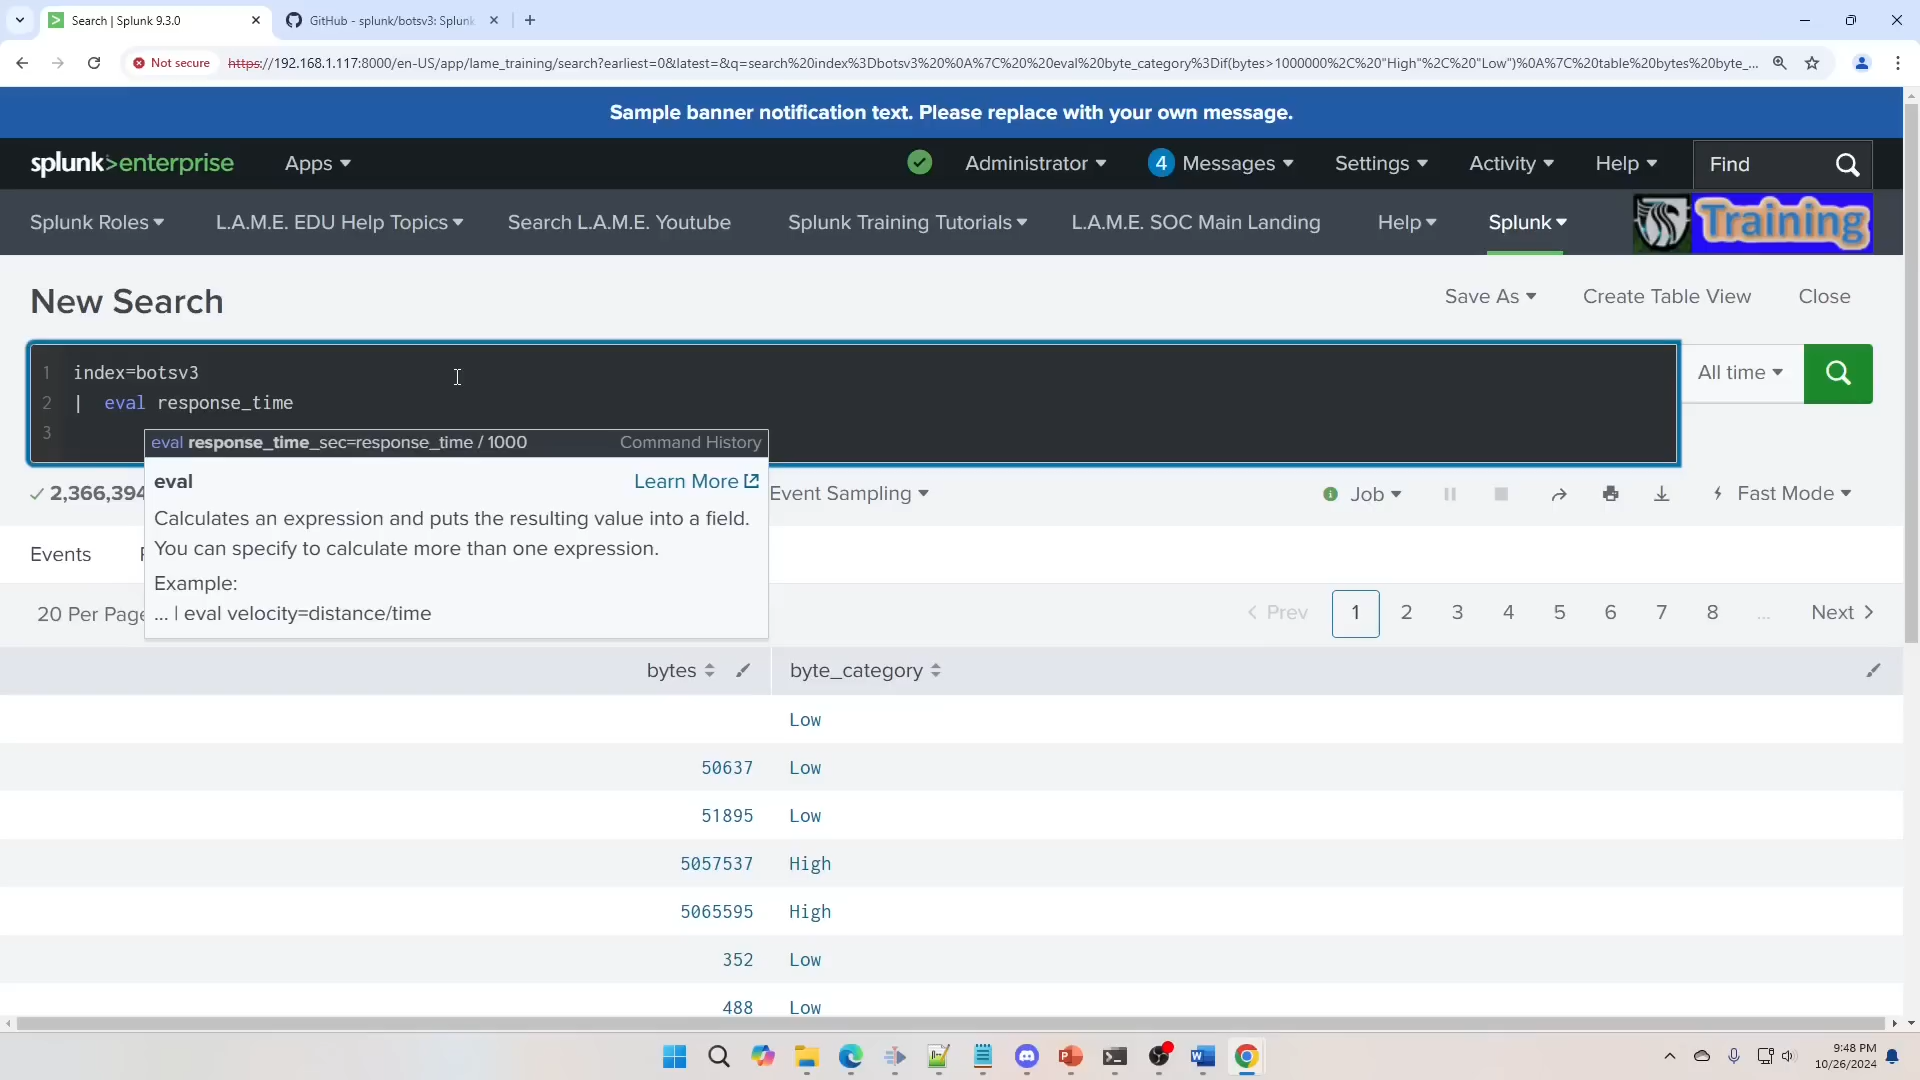 Search | Splunk 9.3.0
GitHub - splunk/botsv3: Splunk
Not secure
https://192.168.1.117:8000/en-US/app/lame_training/search?earliest=0&latest=&q=search%20index%3Dbotsv3%20%0A%7C%20%20eval%20byte_category%3Dif(bytes>1000000%2C%20"High"%2C%20"Low")%0A%7C%20table%20bytes%20byte_...
Sample banner notification text. Please replace with your own message.
splunk>enterprise
Apps
Administrator
4 Messages
Settings
Activity
Help
Find
Splunk Roles
L.A.M.E. EDU Help Topics
Search L.A.M.E. Youtube
Splunk Training Tutorials
L.A.M.E. SOC Main Landing
Help
Splunk
Training
New Search
Save As
Create Table View
Close
1 index=botsv3
2 | eval response_time
3
All time
eval response_time_sec=response_time / 1000 Command History
eval
Learn More
Calculates an expression and puts the resulting value into a field.
You can specify to calculate more than one expression.
Example:
... | eval velocity=distance/time
2,366,394
Event Sampling
Job
Fast Mode
Events
20 Per Page
Prev 1 2 3 4 5 6 7 8 ... Next
bytes byte_category
Low
50637 Low
51895 Low
5057537 High
5065595 High
352 Low
488 Low
9:48 PM
10/26/2024